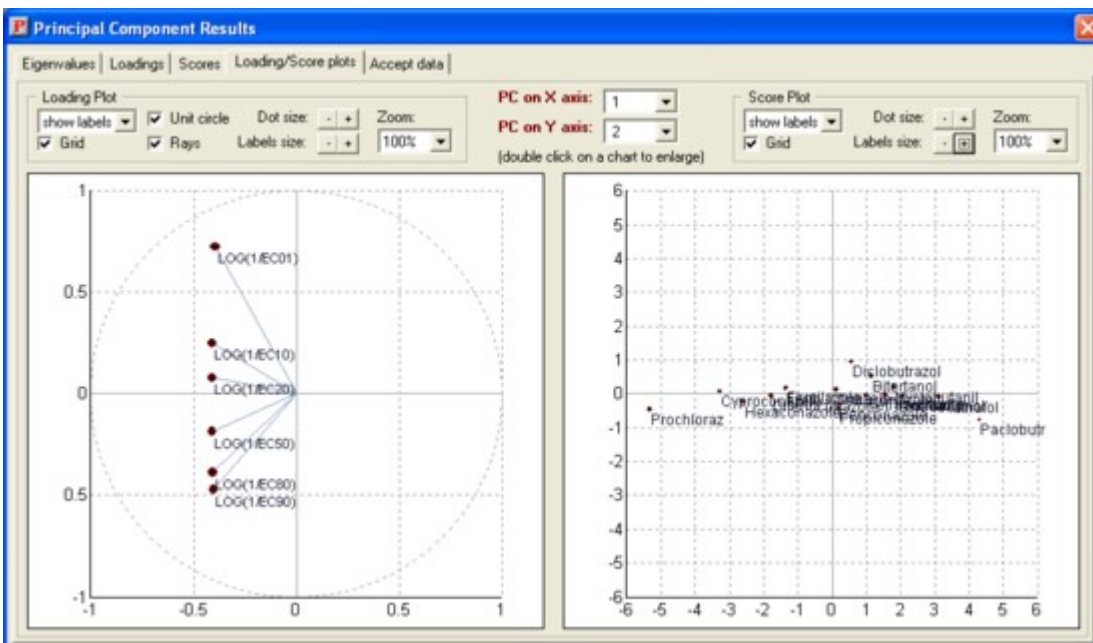 Principal Component Results
Eigenvalues Loadings Scores Loading/Score plots Accept data
Loading Plot
show labels
Unit circle
Dot size: - +
Zoom:
Grid
Rays
Labels size: - +
100%
PC on X axis: 1
PC on Y axis: 2
(double click on a chart to enlarge)
Score Plot
show labels
Dot size: - +
Zoom:
Grid
Labels size: - +
100%
1
0.5
0
0.5
-1
LOG(1/EC01)
LOG(1/EC10)
LOG(1/EC20)
LOG(1/EC50)
LOG(1/EC80)
LOG(1/EC90)
-1 -0.5 0 0.5 1
6
5
4
3
2
1
0
-1
-2
-3
-4
-5
-6
Diclobutrazol
Bitertanol
Hexaconazole
Propiconazole
Prochloraz
Paclobutr
-6 -5 -4 -3 -2 -1 0 1 2 3 4 5 6